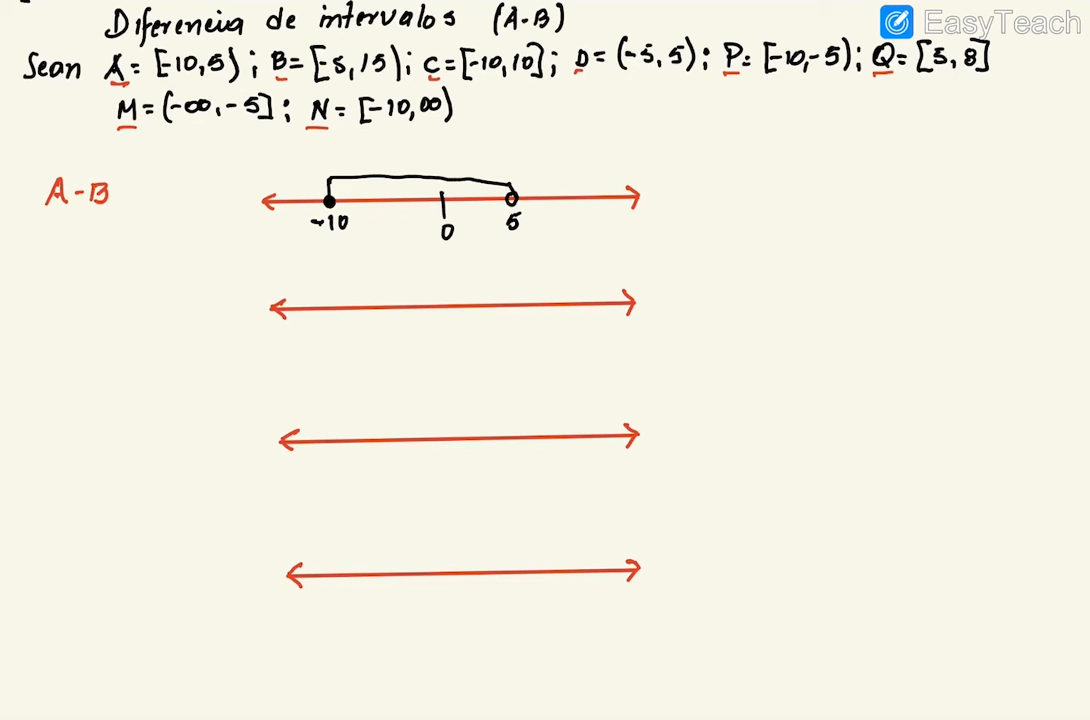 Diferencia de intervalos (A-B)
EasyTeach
Sean A = [-10,5) ; B= [-5,15) ; C=[-10,10] ; D= (-5,5) ; P= [-10,-5) ; Q= [5,8]
M = (-∞,-5] ; N = [-10,∞)
A-B
-10 0 5